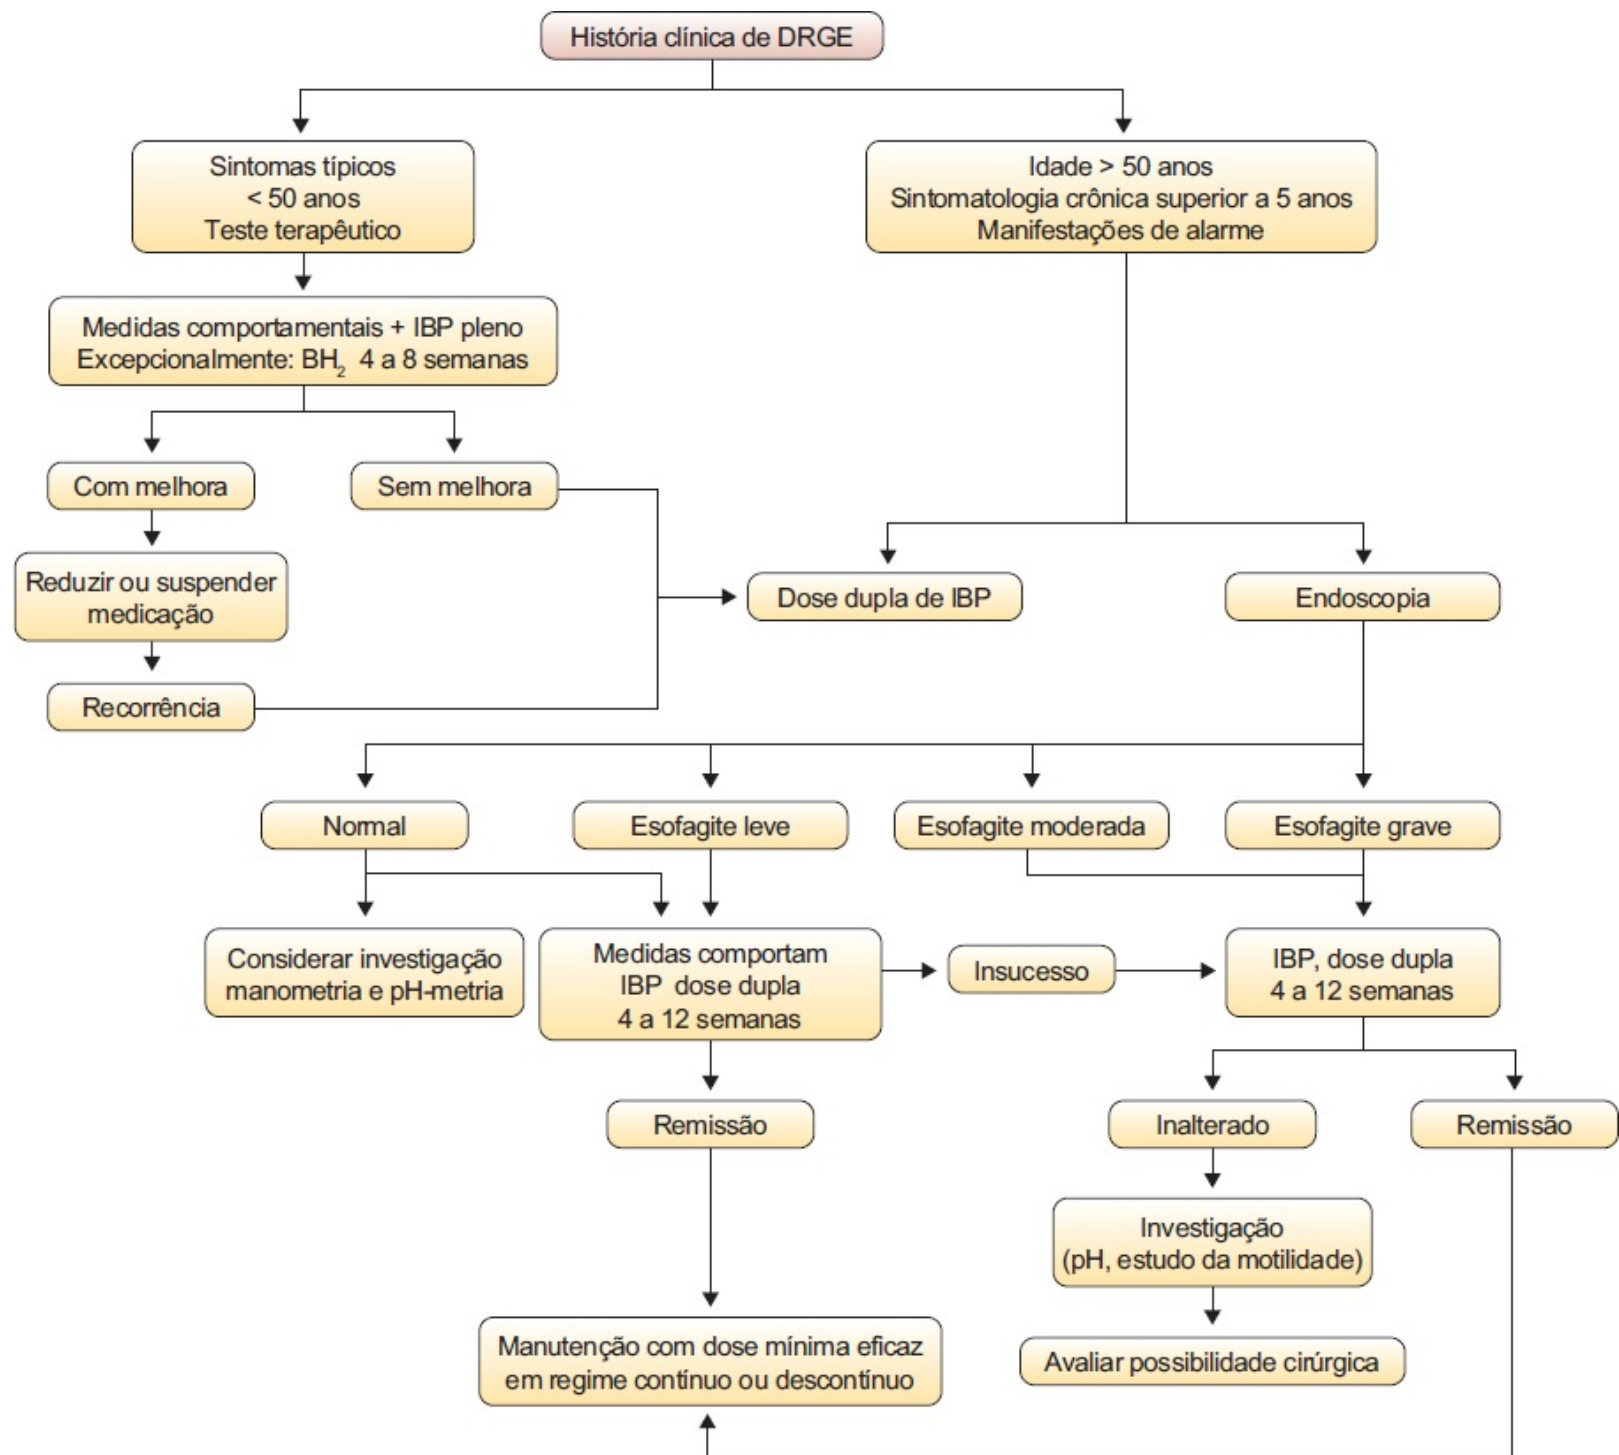 História clínica de DRGE
Sintomas típicos
< 50 anos
Teste terapêutico
Idade > 50 anos
Sintomatologia crônica superior a 5 anos
Manifestações de alarme
Medidas comportamentais + IBP pleno
Excepcionalmente: BH₂ 4 a 8 semanas
Com melhora
Sem melhora
Reduzir ou suspender
medicação
Dose dupla de IBP
Endoscopia
Recorrência
Normal
Esofagite leve
Esofagite moderada
Esofagite grave
Considerar investigação
manometria e pH-metria
Medidas comportam
IBP dose dupla
4 a 12 semanas
Insucesso
IBP, dose dupla
4 a 12 semanas
Remissão
Inalterado
Remissão
Investigação
(pH, estudo da motilidade)
Manutenção com dose mínima eficaz
em regime contínuo ou descontínuo
Avaliar possibilidade cirúrgica